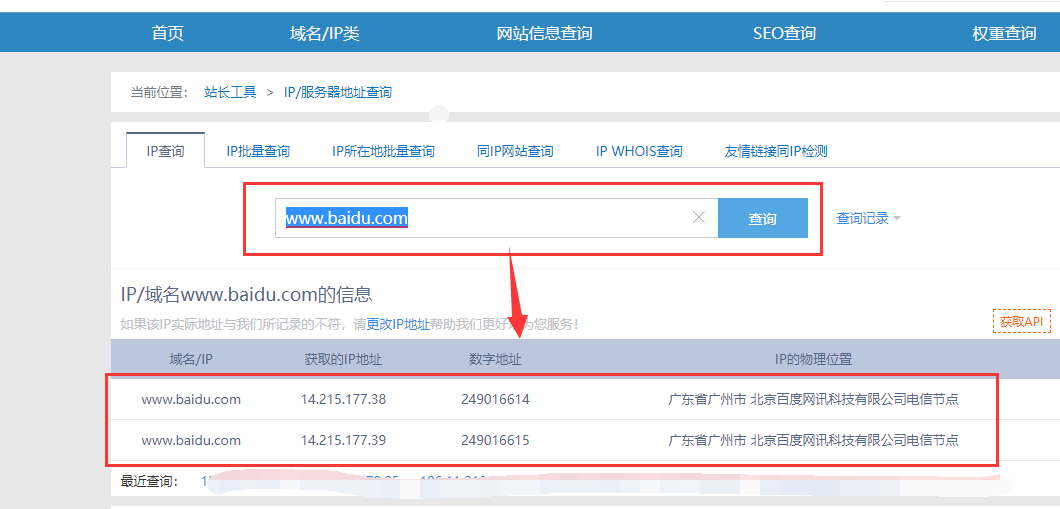 首页 域名/IP类 网站信息查询 SEO查询 权重查询
当前位置： 站长工具 > IP/服务器地址查询
IP查询 IP批量查询 IP所在地批量查询 同IP网站查询 IP WHOIS查询 友情链接同IP检测
www.baidu.com 查询 查询记录
IP/域名www.baidu.com的信息
如果该IP实际地址与我们所记录的不符，请更改IP地址帮助我们更好 为您服务！
获取API
域名/IP 获取的IP地址 数字地址 IP的物理位置
www.baidu.com 14.215.177.38 249016614 广东省广州市 北京百度网讯科技有限公司电信节点
www.baidu.com 14.215.177.39 249016615 广东省广州市 北京百度网讯科技有限公司电信节点
最近查询：